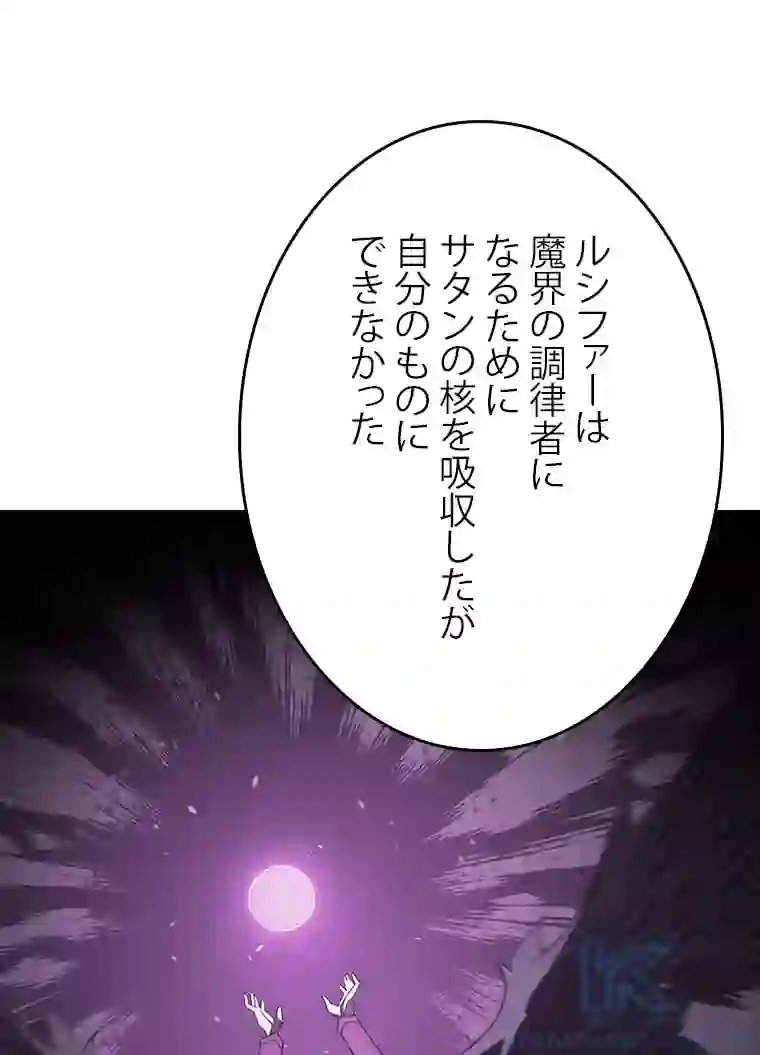 ルシファーは
魔界の調律者に
なるために
サタンの核を吸収したが
自分のものに
できなかった